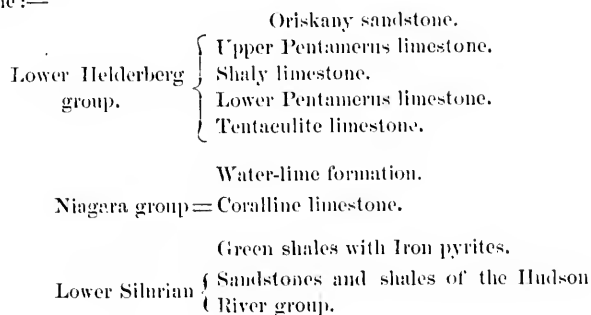 ne:—
Oriskany sandstone.
Upper Pentamerus limestone.
Lower Helderberg
group.
Shaly limestone.
Lower Pentamerus limestone.
Tentaculite limestone.
Water-lime formation.
Niagara group = Coralline limestone.
Green shales with Iron pyrites.
Lower Silurian
Sandstones and shales of the Hudson
River group.